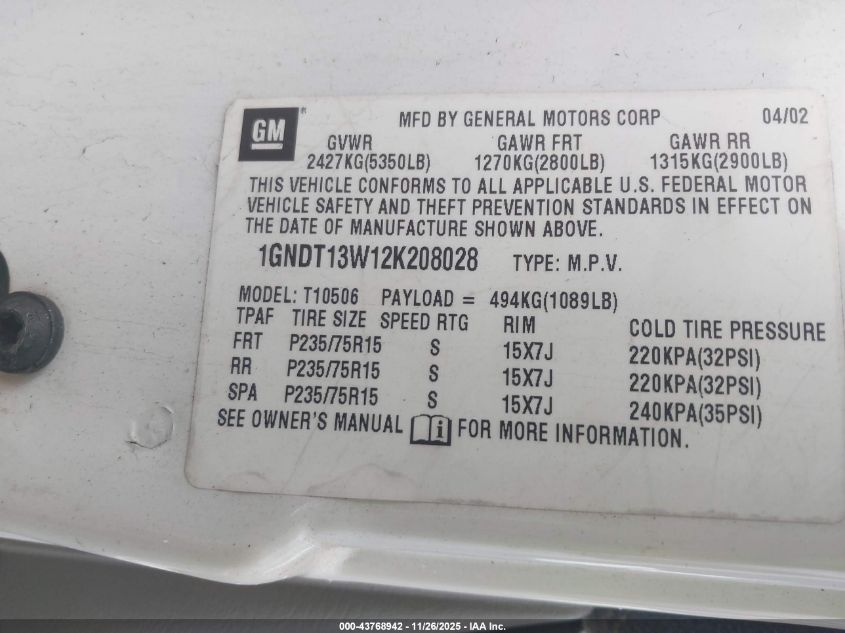 GM ® MFD BY GENERAL MOTORS CORP 04/02
GVWR GAWR FRT GAWR RR
2427KG(5350LB) 1270KG(2800LB) 1315KG(2900LB)
THIS VEHICLE CONFORMS TO ALL APPLICABLE U.S. FEDERAL MOTOR
VEHICLE SAFETY AND THEFT PREVENTION STANDARDS IN EFFECT ON
THE DATE OF MANUFACTURE SHOWN ABOVE.
1GNDT13W12K208028 TYPE: M.P.V.
MODEL: T10506 PAYLOAD = 494KG(1089LB)
TPAF TIRE SIZE SPEED RTG RIM COLD TIRE PRESSURE
FRT P235/75R15 S 15X7J 220KPA(32PSI)
RR P235/75R15 S 15X7J 220KPA(32PSI)
SPA P235/75R15 S 15X7J 240KPA(35PSI)
SEE OWNER'S MANUAL i FOR MORE INFORMATION.
000-43768942 - 11/26/2025 - IAA Inc.